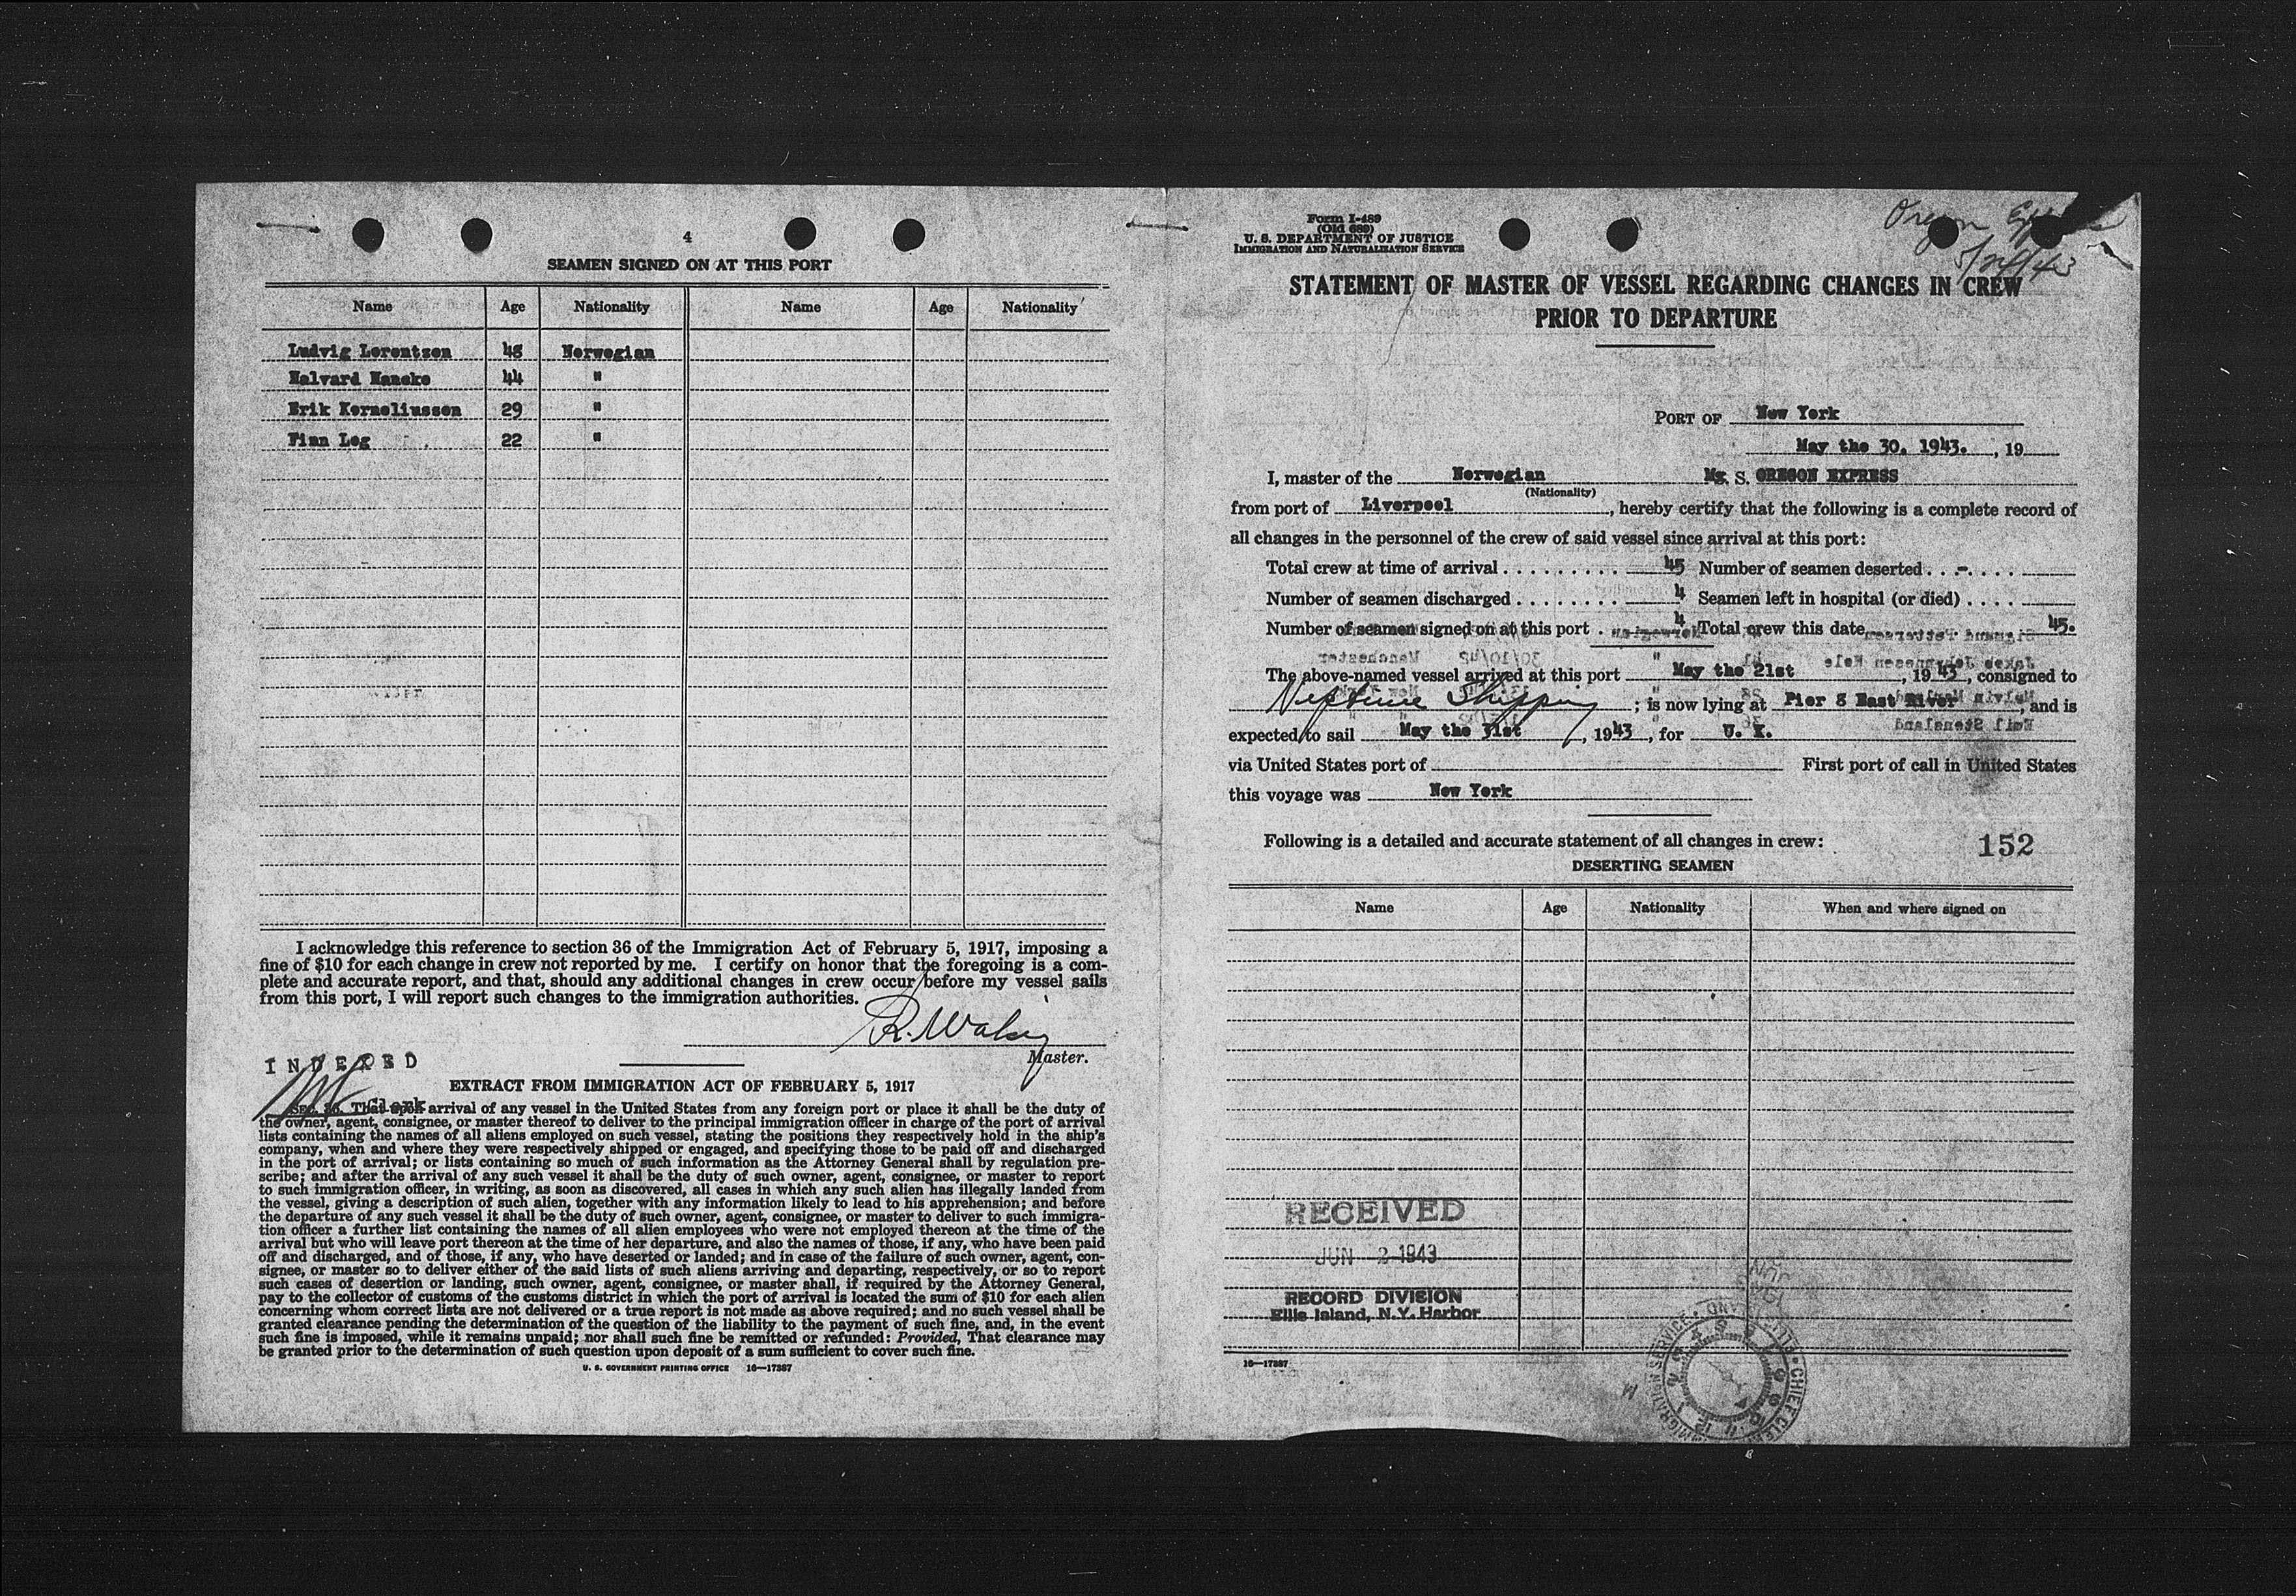 4
SEAMEN SIGNED ON AT THIS PORT
Name Age Nationality Name Age Nationality
Ludvig Lorentzen 48 Norwegian
Halvard Hancke 44 "
Erik Korneliussen 29 "
Finn Log 22 "
I acknowledge this reference to section 36 of the Immigration Act of February 5, 1917, imposing a
fine of $10 for each change in crew not reported by me. I certify on honor that the foregoing is a com-
plete and accurate report, and that, should any additional changes in crew occur before my vessel sails
from this port, I will report such changes to the immigration authorities.
Master.
INDEXED
Clerk
EXTRACT FROM IMMIGRATION ACT OF FEBRUARY 5, 1917
SEC. 36. That upon arrival of any vessel in the United States from any foreign port or place it shall be the duty of
the owner, agent, consignee, or master thereof to deliver to the principal immigration officer in charge of the port of arrival
lists containing the names of all aliens employed on such vessel, stating the positions they respectively hold in the ship's
company, when and where they were respectively shipped or engaged, and specifying those to be paid off and discharged
in the port of arrival; or lists containing so much of such information as the Attorney General shall by regulation pre-
scribe; and after the arrival of any such vessel it shall be the duty of such owner, agent, consignee, or master to report
to such immigration officer, in writing, as soon as discovered, all cases in which any such alien has illegally landed from
the vessel, giving a description of such alien, together with any information likely to lead to his apprehension; and before
the departure of any such vessel it shall be the duty of such owner, agent, consignee, or master to deliver to such immigra-
tion officer a further list containing the names of all alien employees who were not employed thereon at the time of the
arrival but who will leave port thereon at the time of her departure, and also the names of those, if any, who have been paid
off and discharged, and of those, if any, who have deserted or landed; and in case of the failure of such owner, agent, con-
signee, or master so to deliver either of the said lists of such aliens arriving and departing, respectively, or so to report
such cases of desertion or landing, such owner, agent, consignee, or master shall, if required by the Attorney General,
pay to the collector of customs of the customs district in which the port of arrival is located the sum of $10 for each alien
concerning whom correct lists are not delivered or a true report is not made as above required; and no such vessel shall be
granted clearance pending the determination of the question of the liability to the payment of such fine, and, in the event
such fine is imposed, while it remains unpaid; nor shall such fine be remitted or refunded: Provided, That clearance may
be granted prior to the determination of such question upon deposit of a sum sufficient to cover such fine.
U. S. GOVERNMENT PRINTING OFFICE 16—17387
Form I-489
(Old 689)
U. S. DEPARTMENT OF JUSTICE
IMMIGRATION AND NATURALIZATION SERVICE
Oregon
5/21/43
STATEMENT OF MASTER OF VESSEL REGARDING CHANGES IN CREW
PRIOR TO DEPARTURE
PORT OF New York
May the 30. 1943. , 19
I, master of the Norwegian M. S. OREGON EXPRESS
(Nationality)
from port of Liverpool , hereby certify that the following is a complete record of
all changes in the personnel of the crew of said vessel since arrival at this port:
Total crew at time of arrival . . . . . . . . . . 45 Number of seamen deserted . . .-. . . .
Number of seamen discharged . . . . . . . . 4 Seamen left in hospital (or died) . . . .
Number of seamen signed on at this port . 4 Total crew this date 45.
The above-named vessel arrived at this port May the 21st , 1943, consigned to
Neptune Shipping ; is now lying at Pier 8 East River , and is
expected to sail May the 31st , 1943, for U. K.
via United States port of First port of call in United States
this voyage was New York
Following is a detailed and accurate statement of all changes in crew: 152
DESERTING SEAMEN
Name Age Nationality When and where signed on
RECEIVED
JUN 2 1943
RECORD DIVISION
Ellis Island, N.Y. Harbor
16—17387